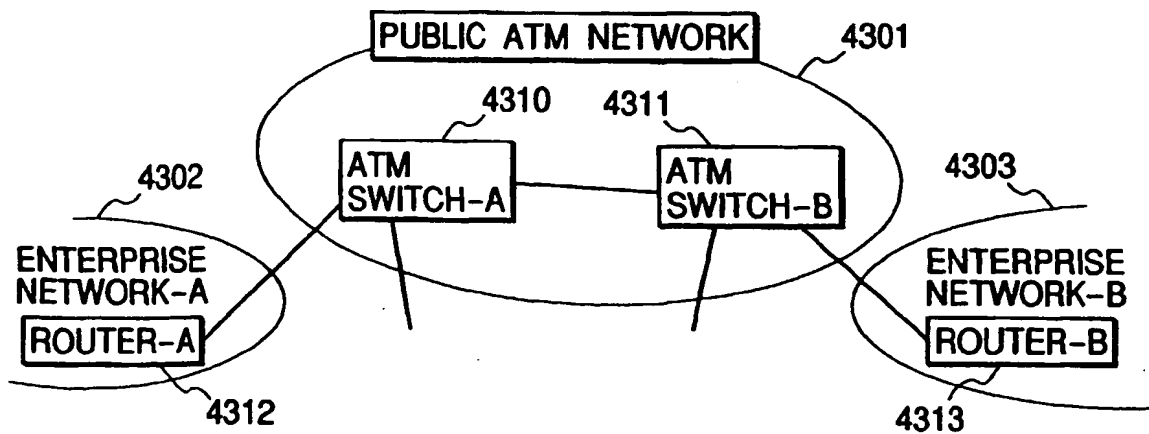 PUBLIC ATM NETWORK
4301
4310
4311
ATM
SWITCH-A
ATM
SWITCH-B
4302
4303
ENTERPRISE
NETWORK-A
ROUTER-A
ENTERPRISE
NETWORK-B
ROUTER-B
4312
4313